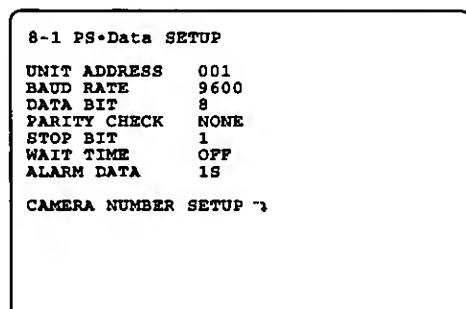 8-1 PS•Data SETUP
UNIT ADDRESS 001
BAUD RATE 9600
DATA BIT 8
PARITY CHECK NONE
STOP BIT 1
WAIT TIME OFF
ALARM DATA 1S
CAMERA NUMBER SETUP ↴